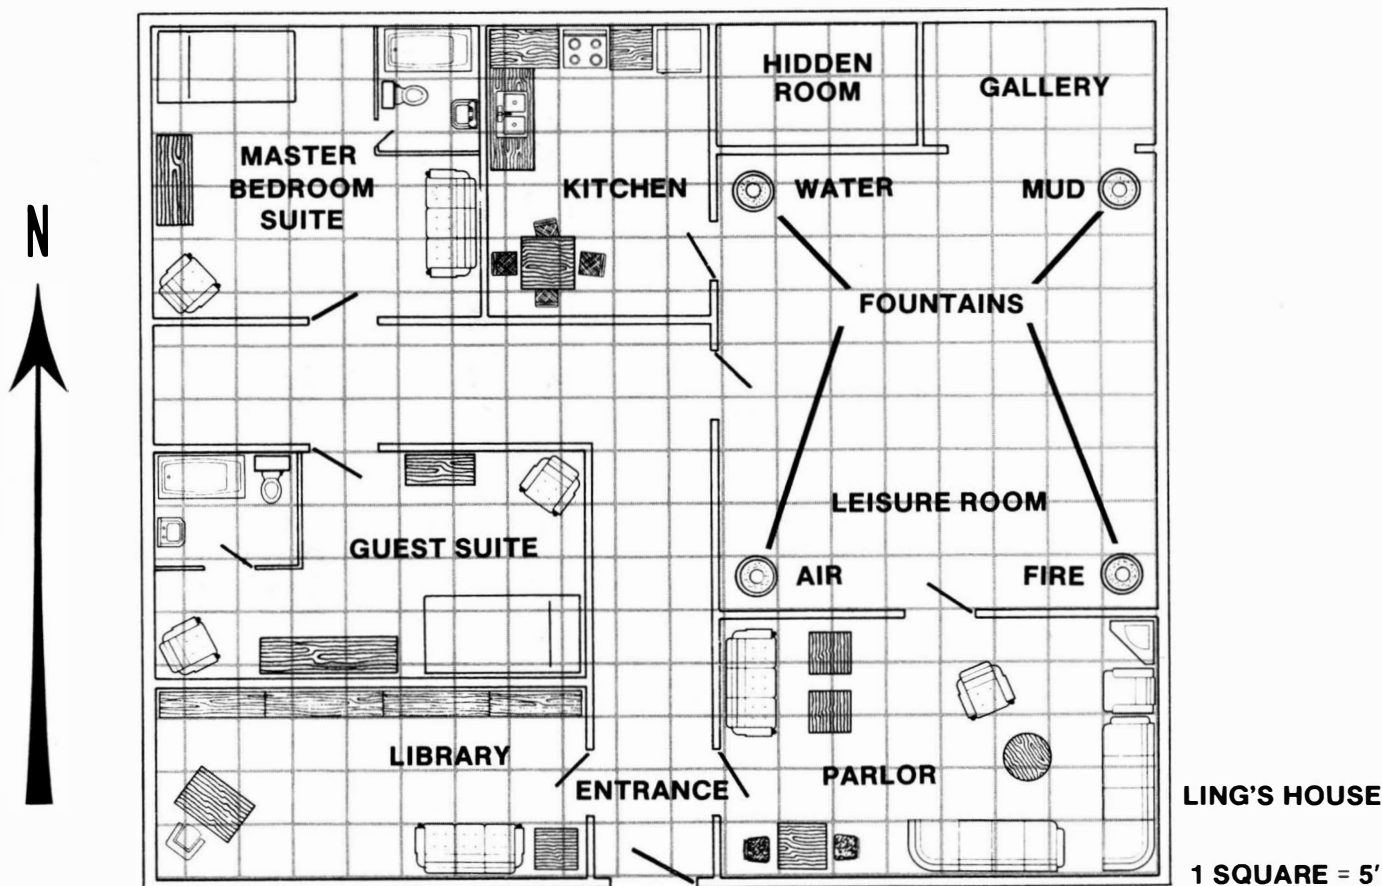 HIDDEN
ROOM
GALLERY
MASTER
BEDROOM
SUITE
KITCHEN
WATER
MUD
N
FOUNTAINS
LEISURE ROOM
GUEST SUITE
AIR
FIRE
LIBRARY
ENTRANCE
PARLOR
LING'S HOUSE
1 SQUARE = 5'